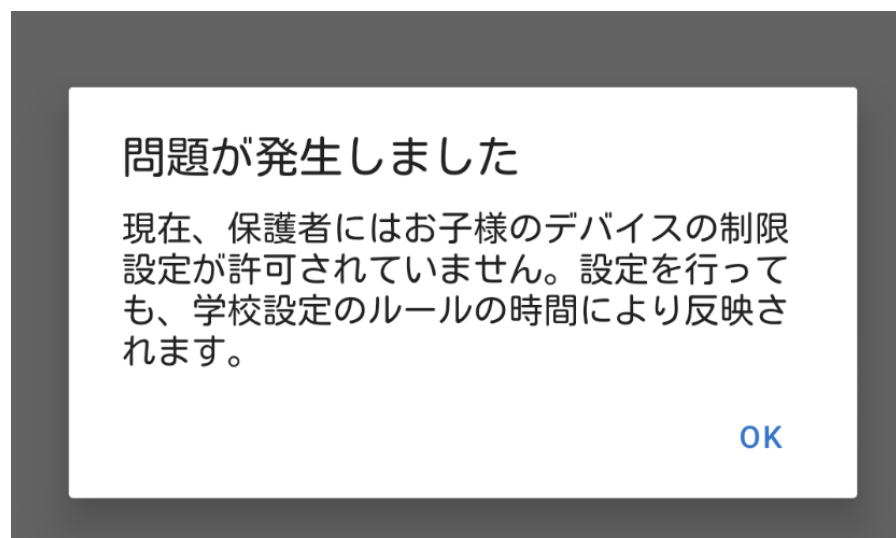 問題が発生しました
現在、保護者にはお子様のデバイスの制限
設定が許可されていません。設定を行って
も、学校設定のルールの時間により反映さ
れます。
OK